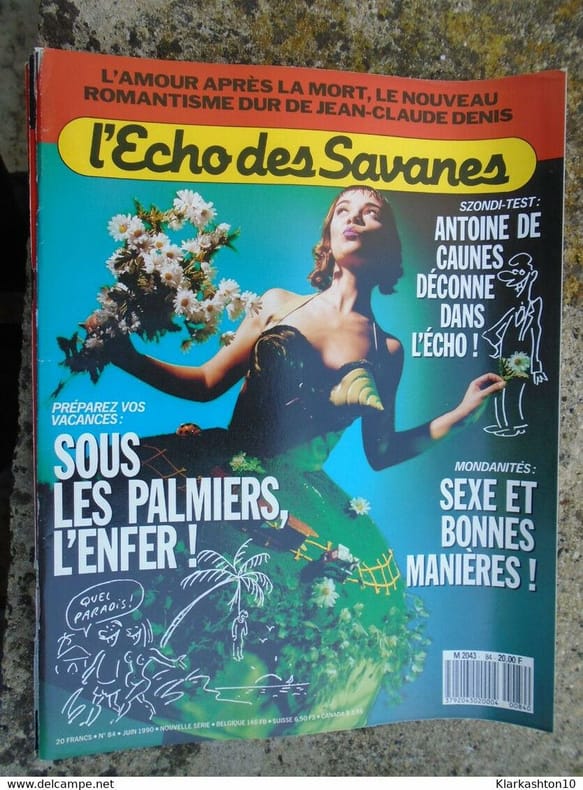 L'AMOUR APRÈS LA MORT, LE NOUVEAU
ROMANTISME DUR DE JEAN-CLAUDE DENIS
l'Echo des Savanes
SZONDI-TEST:
ANTOINE DE
CAUNES
DÉCONNE
DANS
L'ÉCHO !
PRÉPAREZ VOS
VACANCES:
SOUS
LES PALMIERS,
L'ENFER !
MONDANITÉS:
SEXE ET
BONNES
MANIÈRES !
QUEL
PARADIS!
M 2043 - 84 - 20,00 F
3792043020004
00840
20 FRANCS • N° 84 • JUIN 1990 • NOUVELLE SÉRIE • BELGIQUE 145 FB • SUISSE 6,50 FS • CANADA
www.delcampe.net
Klarkashton10